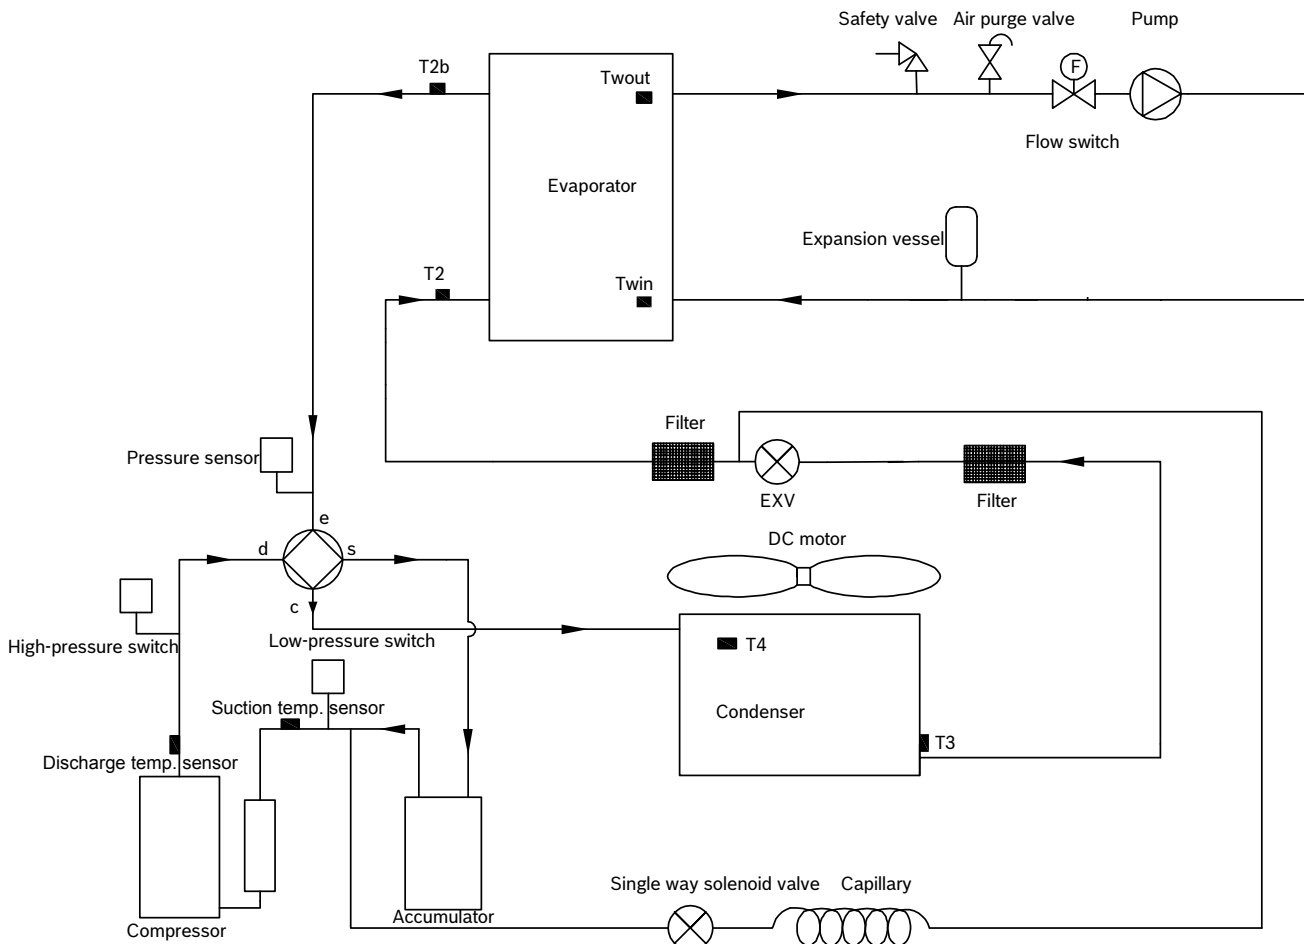 Safety valve
Air purge valve
Pump
T2b
Twout
F
Flow switch
Evaporator
Expansion vessel
T2
Twin
Filter
Pressure sensor
EXV
Filter
e
DC motor
d
s
c
High-pressure switch
Low-pressure switch
T4
Suction temp. sensor
Condenser
T3
Discharge temp. sensor
Single way solenoid valve
Capillary
Accumulator
Compressor